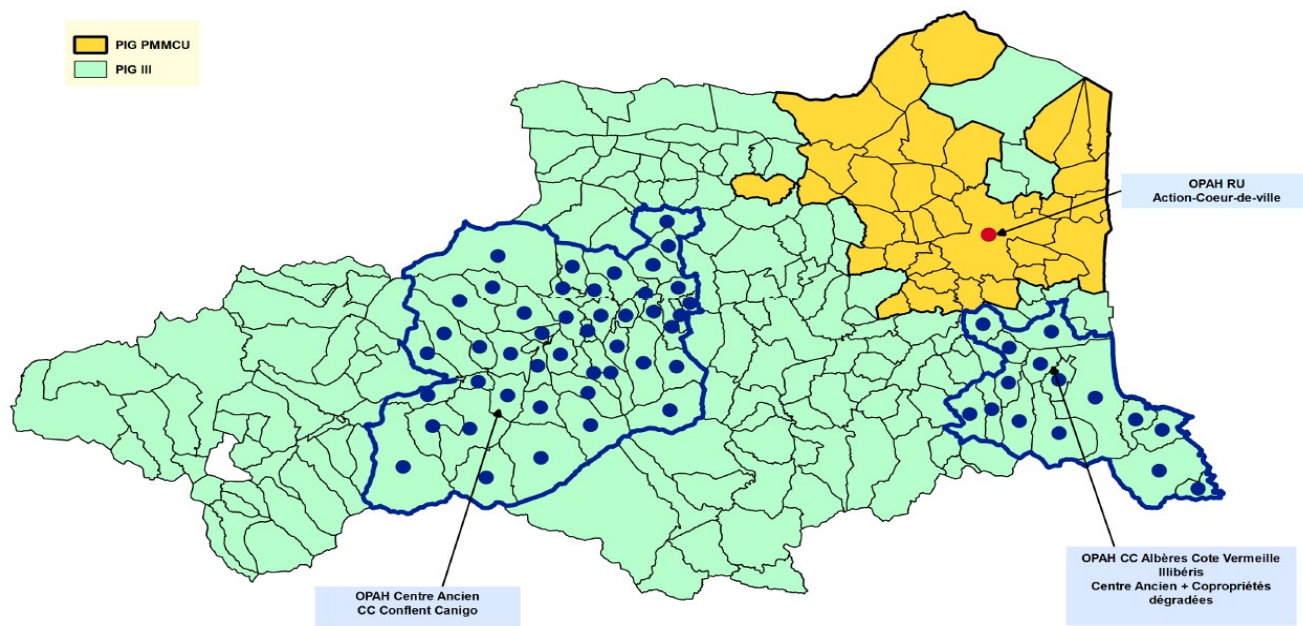 PIG PMMCU
PIG III
OPAH RU
Action-Coeur-de-ville
OPAH Centre Ancien
CC Conflent Canigo
OPAH CC Albères Cote Vermeille
Illibéris
Centre Ancien + Copropriétés
dégradées